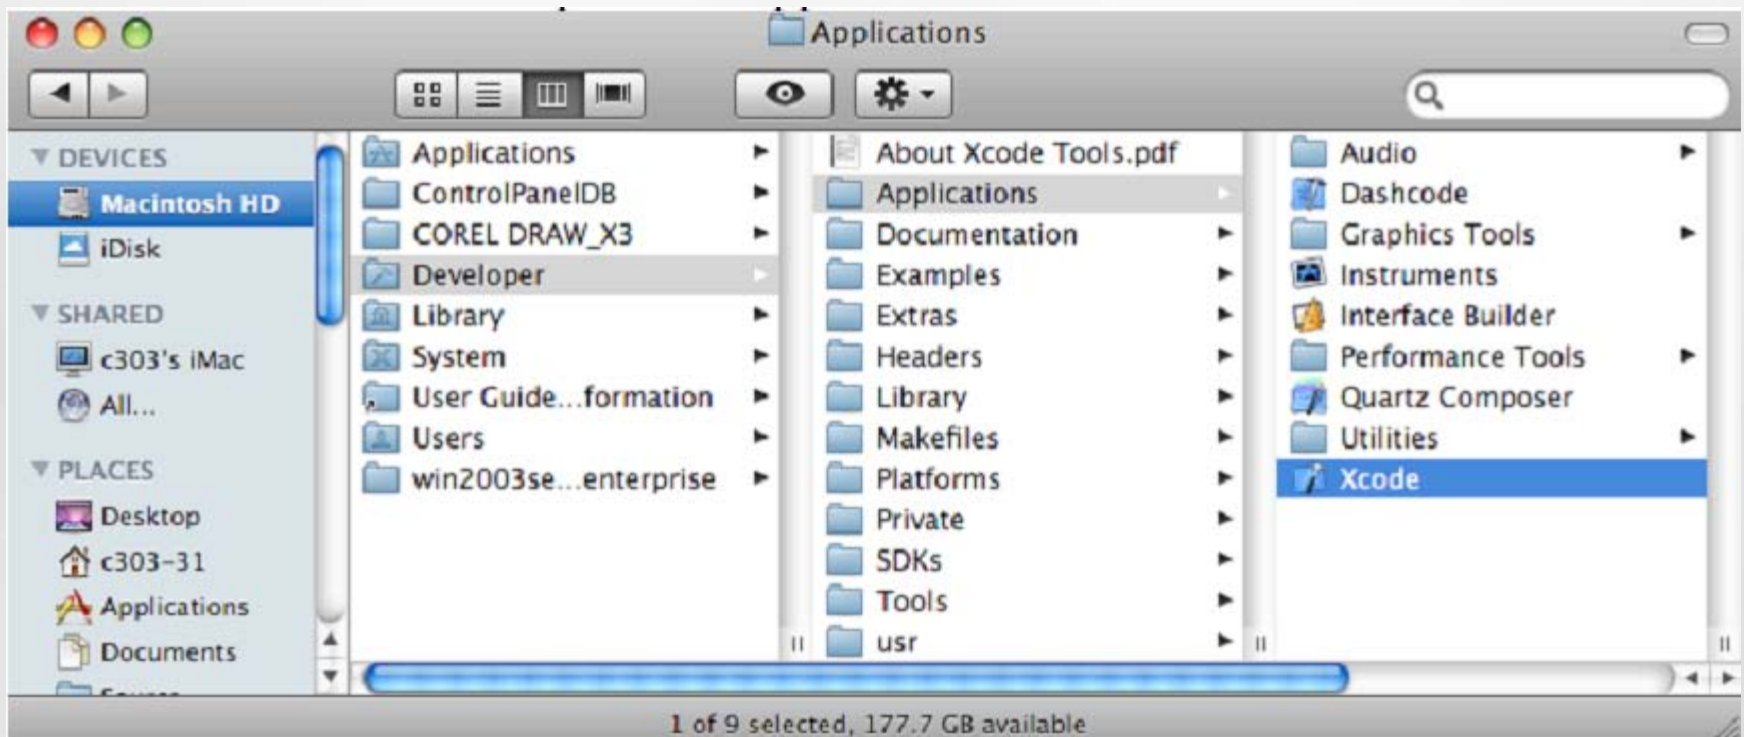 Applications
DEVICES
Macintosh HD
iDisk
SHARED
c303's iMac
All...
PLACES
Desktop
c303-31
Applications
Documents
Applications
ControlPanelDB
COREL DRAW_X3
Developer
Library
System
User Guide...formation
Users
win2003se...enterprise
About Xcode Tools.pdf
Applications
Documentation
Examples
Extras
Headers
Library
Makefiles
Platforms
Private
SDKs
Tools
usr
Audio
Dashcode
Graphics Tools
Instruments
Interface Builder
Performance Tools
Quartz Composer
Utilities
Xcode
1 of 9 selected, 177.7 GB available